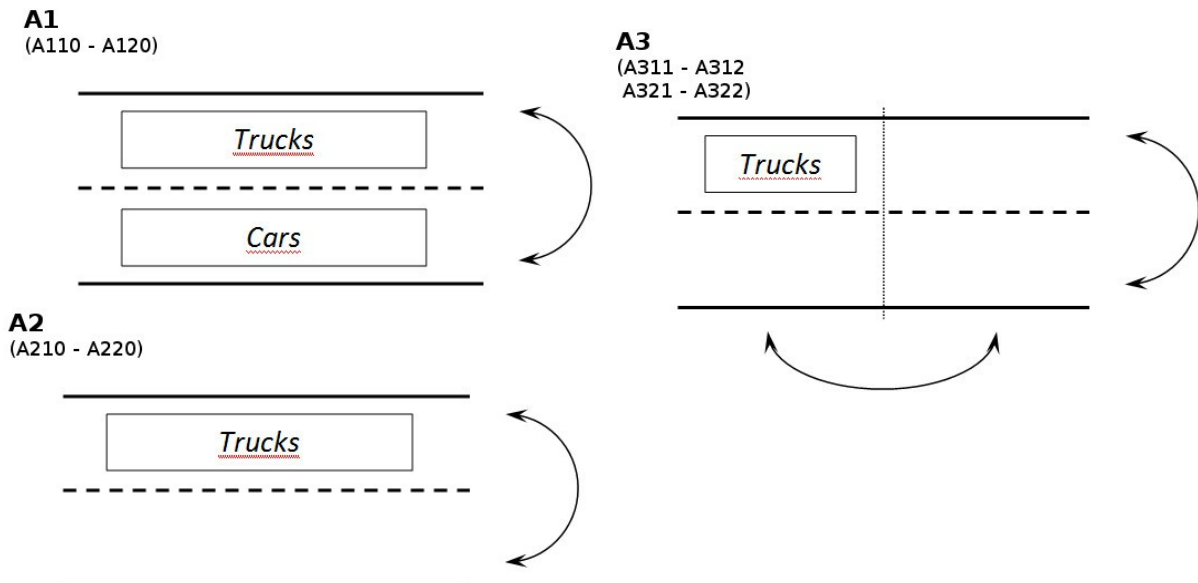 A1
(A110 - A120)
Trucks
Cars
A2
(A210 - A220)
Trucks
A3
(A311 - A312
A321 - A322)
Trucks